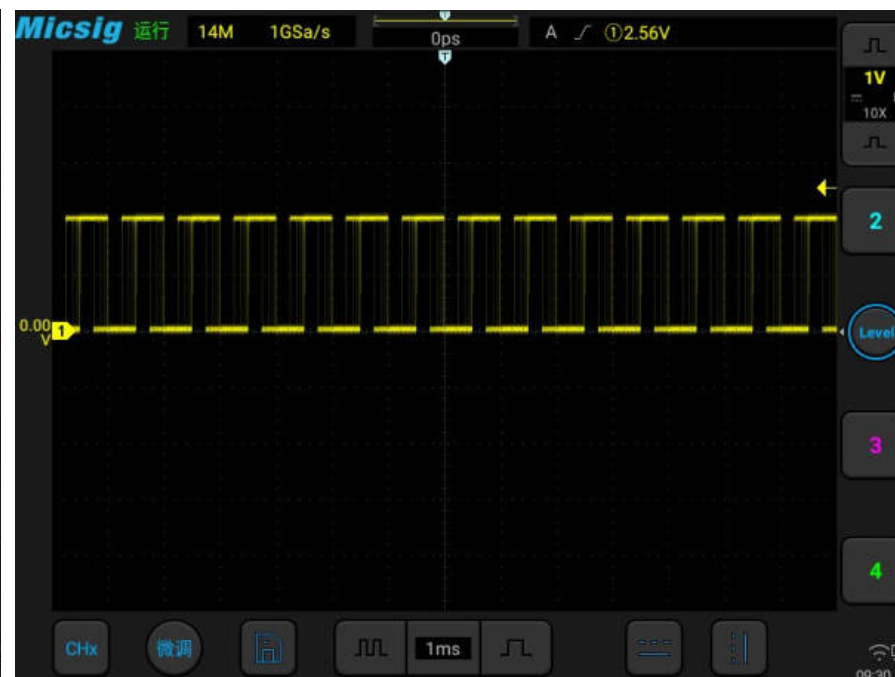 Micsig 运行 14M 1GSa/s 0ps A ①2.56V
T
T
1V
10X
2
0.00 1
V
Level
3
4
CHx 微调 1ms
09:30